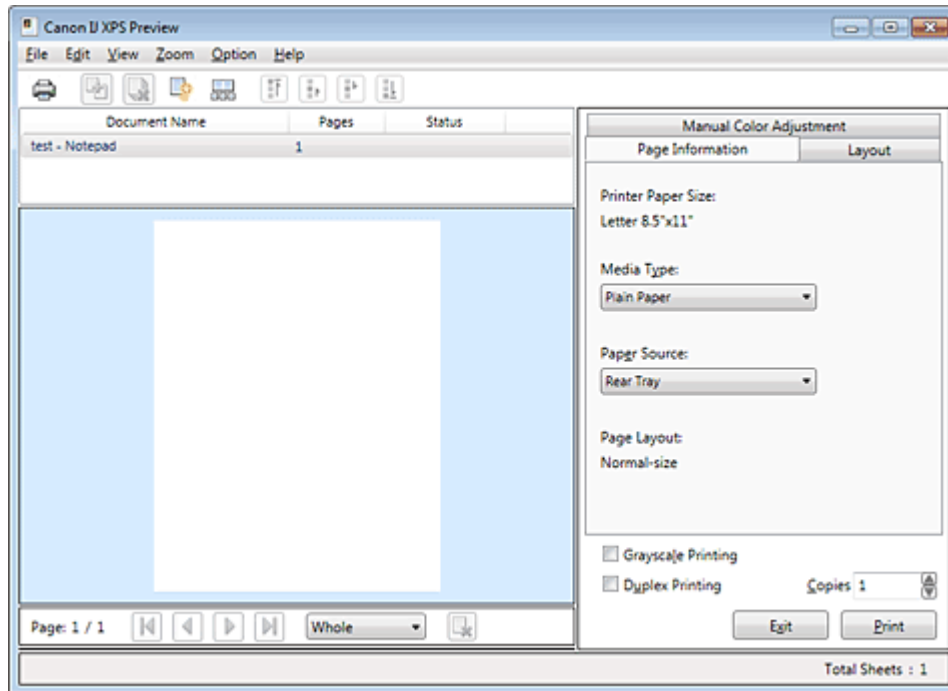 Canon IJ XPS Preview
File Edit View Zoom Option Help
Document Name Pages Status
test - Notepad 1
Manual Color Adjustment
Page Information Layout
Printer Paper Size:
Letter 8.5"x11"
Media Type:
Plain Paper
Paper Source:
Rear Tray
Page Layout:
Normal-size
Grayscale Printing
Duplex Printing Copies 1
Page: 1 / 1 Whole
Exit Print
Total Sheets : 1